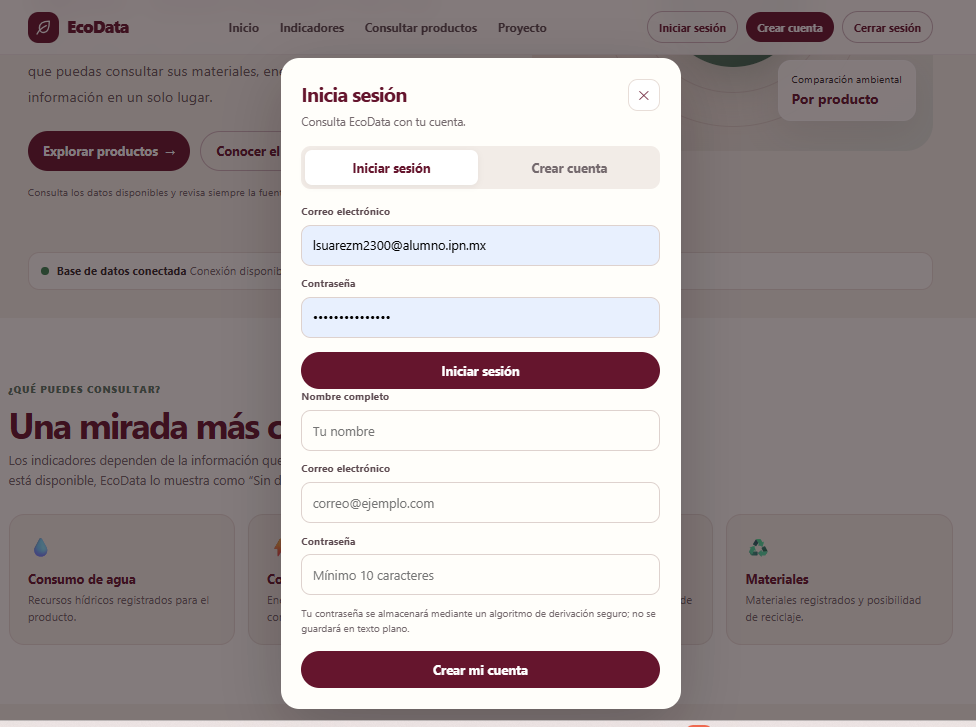 EcoData
Inicio Indicadores Consultar productos Proyecto
Iniciar sesión Crear cuenta Cerrar sesión
que puedas consultar sus materiales,
información en un solo lugar.
Explorar productos →
Conocer el
Consulta los datos disponibles y revisa siempre la
Base de datos conectada Conexión
Comparación ambiental
Por producto
Inicia sesión
Consulta EcoData con tu cuenta.
Iniciar sesión
Crear cuenta
Correo electrónico
lsuarezm2300@alumno.ipn.mx
Contraseña
•••••••••••••••
Iniciar sesión
Nombre completo
Tu nombre
Correo electrónico
correo@ejemplo.com
Contraseña
Mínimo 10 caracteres
Tu contraseña se almacenará mediante un algoritmo de derivación seguro; no se
guardará en texto plano.
Crear mi cuenta
¿QUÉ PUEDES CONSULTAR?
Una mirada más
Los indicadores dependen de la información que
está disponible, EcoData lo muestra como “Sin
Consumo de agua
Recursos hídricos registrados para el
producto.
de
Materiales
Materiales registrados y posibilidad
de reciclaje.